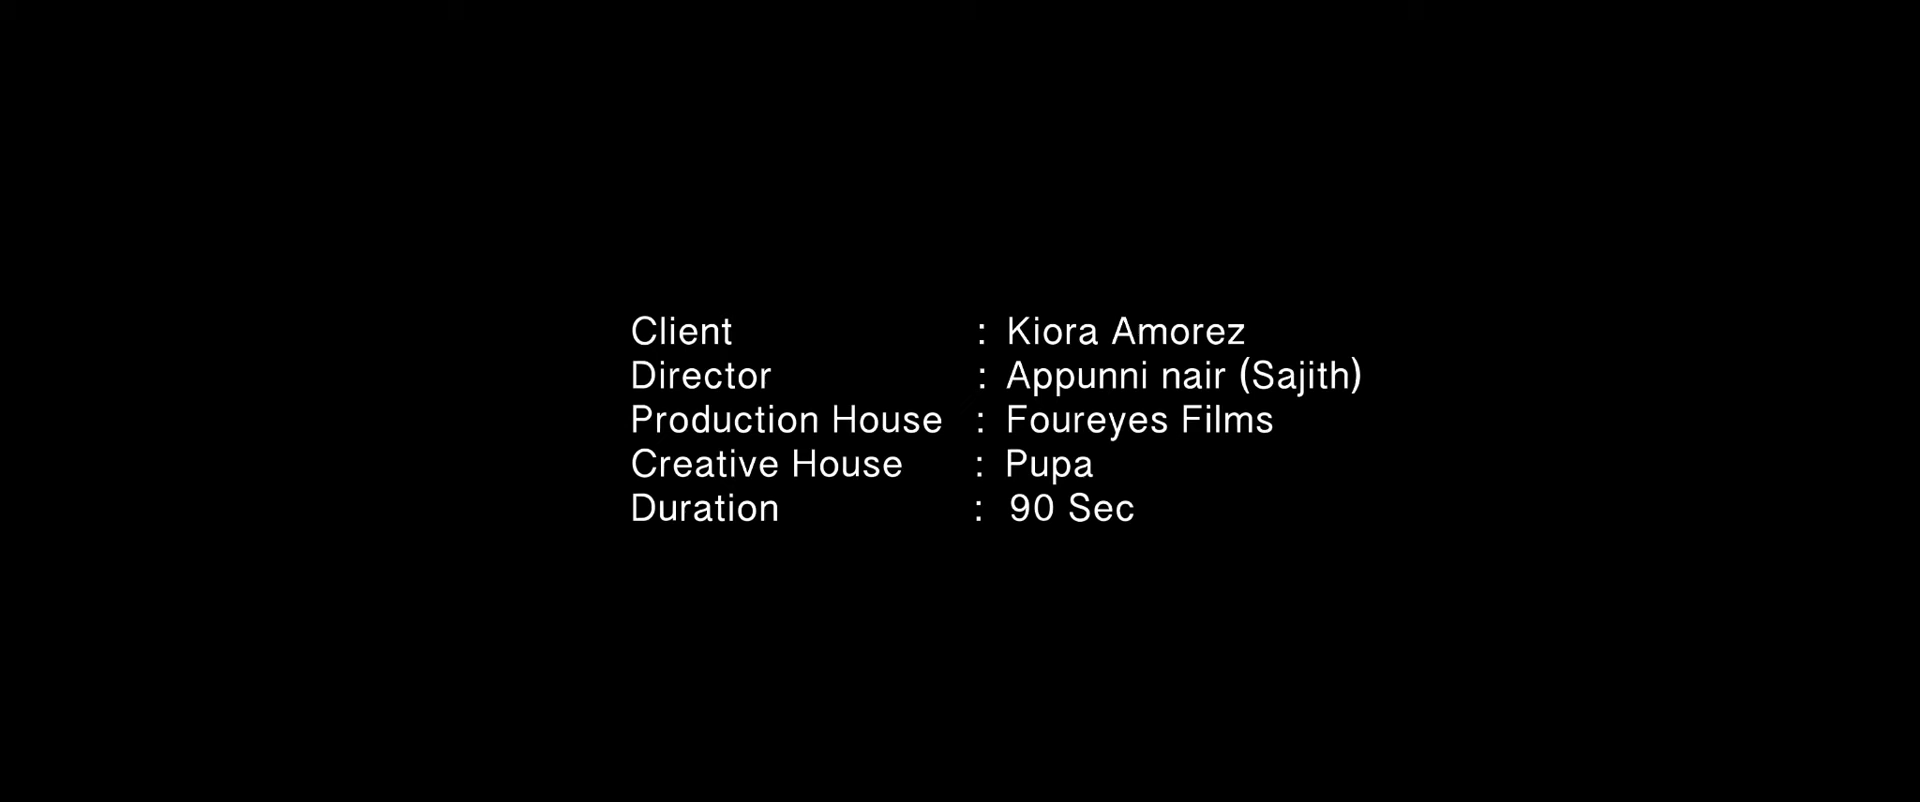 Client : Kiora Amorez
Director : Appunni nair (Sajith)
Production House : Foureyes Films
Creative House : Pupa
Duration : 90 Sec